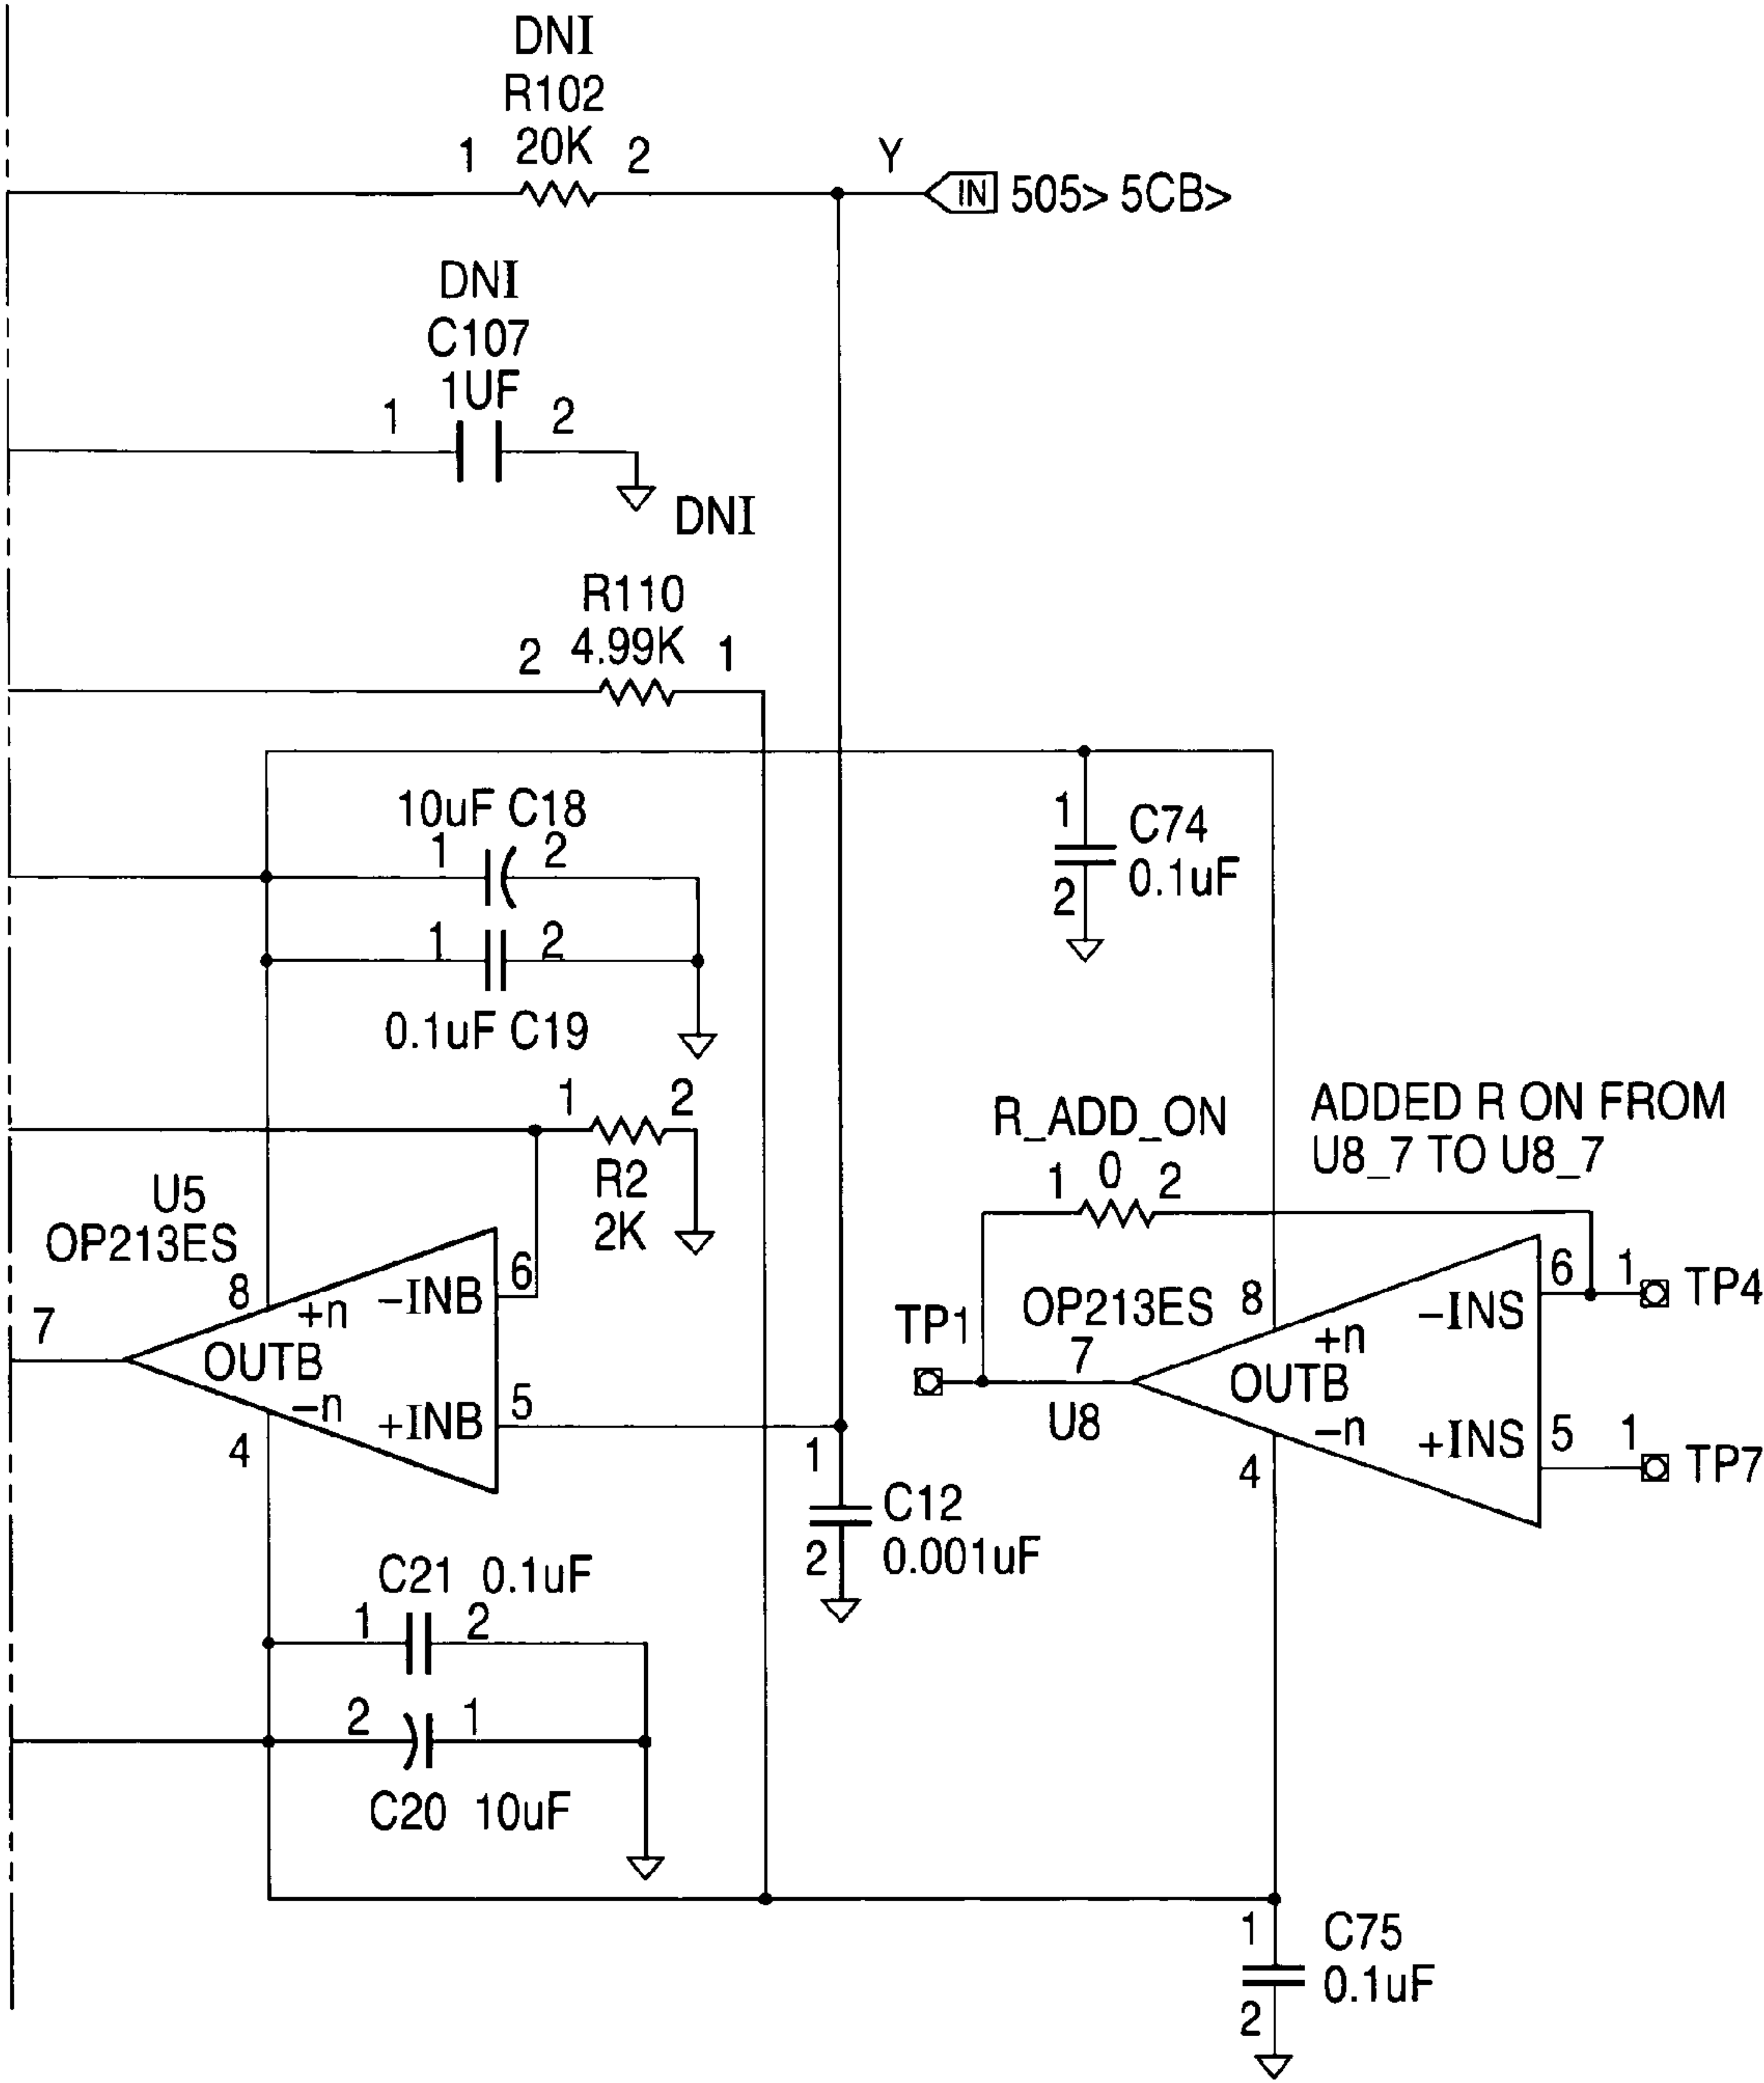 DNI
R102
20K
1 2
Y
IN 505> 5CB>
DNI
C107
1UF
1 2
DNI
R110
4.99K
2 1
10uF C18
1 2
1 2
0.1uF C19
1
C74
0.1uF
2
1 2
R2
2K
U5
OP213ES
8
+n
-INB
6
7
OUTB
-n
+INB
5
4
R_ADD_ON
1 0 2
ADDED R ON FROM
U8_7 TO U8_7
OP213ES
8
+n
-INS
6
1
TP4
TP1
7
OUTB
U8
-n
+INS
5
1
TP7
4
1
C12
0.001uF
2
C21 0.1uF
1 2
2 1
C20 10uF
1
C75
0.1uF
2